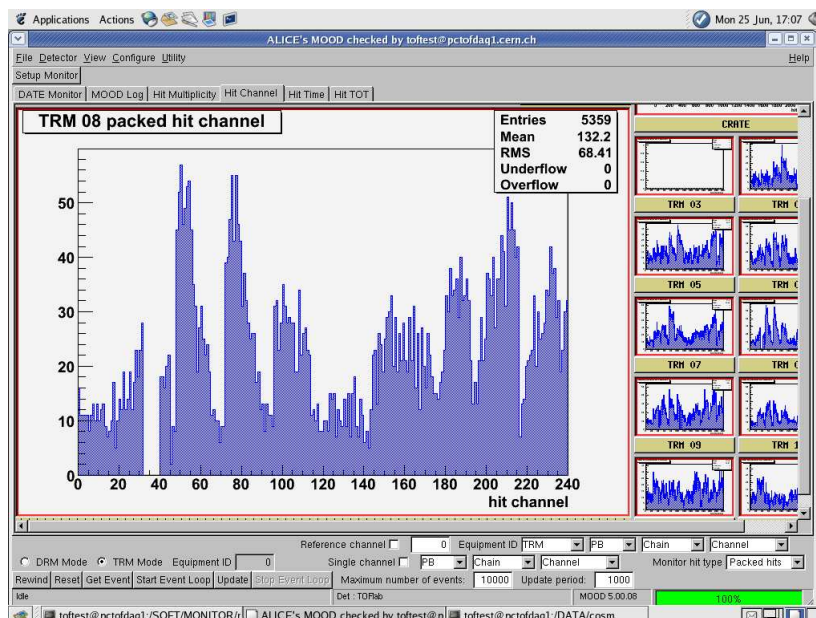 Applications Actions Mon 25 Jun, 17:07
ALICE's MOOD checked by toftest@pctofdaq1.cern.ch
File Detector View Configure Utility Help
Setup Monitor
DATE Monitor MOOD Log Hit Multiplicity Hit Channel Hit Time Hit TOT
TRM 08 packed hit channel
Entries 5359
Mean 132.2
RMS 68.41
Underflow 0
Overflow 0
50
40
30
20
10
0
0 20 40 60 80 100 120 140 160 180 200 220 240
hit channel
CRATE
TRM 03
TRM 05
TRM 07
TRM 09
Reference channel 0 Equipment ID TRM PB Chain Channel
DRM Mode TRM Mode Equipment ID 0 Single channel PB Chain Channel Monitor hit type Packed hits
Rewind Reset Get Event Start Event Loop Update Stop Event Loop Maximum number of events: 10000 Update period: 1000
Idle Det : TOFlab MOOD 5.00.08 100%
toftest@pctofdaq1:/SOFT/MONITOR/ ALICE's MOOD checked by toftest@p toftest@pctofdaq1:/DATA/cosm